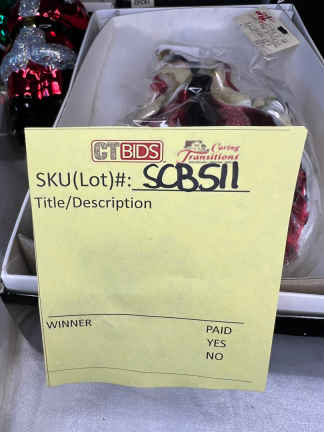 CTBIDS Caring Transitions
SKU(Lot)#: SCBS11
Title/Description
WINNER PAID
YES
NO